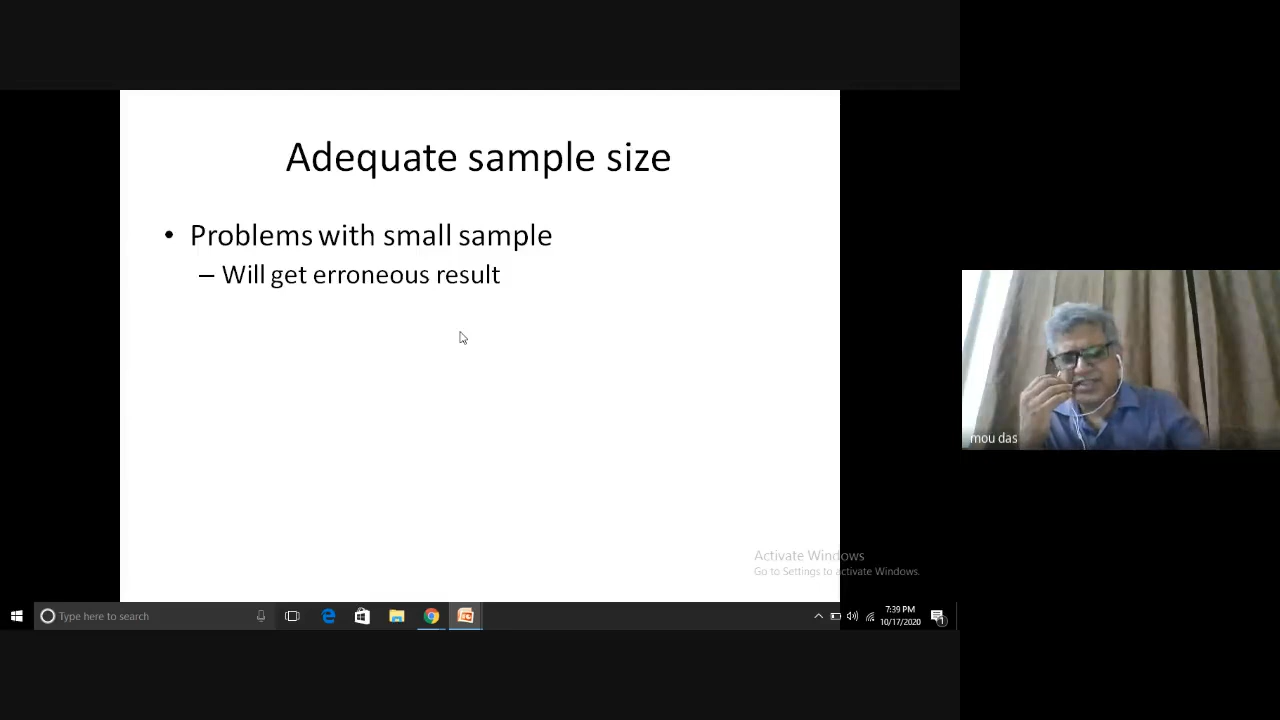 Adequate sample size
• Problems with small sample
– Will get erroneous result
mou das
Activate Windows
Go to Settings to activate Windows.
Type here to search
7:39 PM
10/17/2020
1